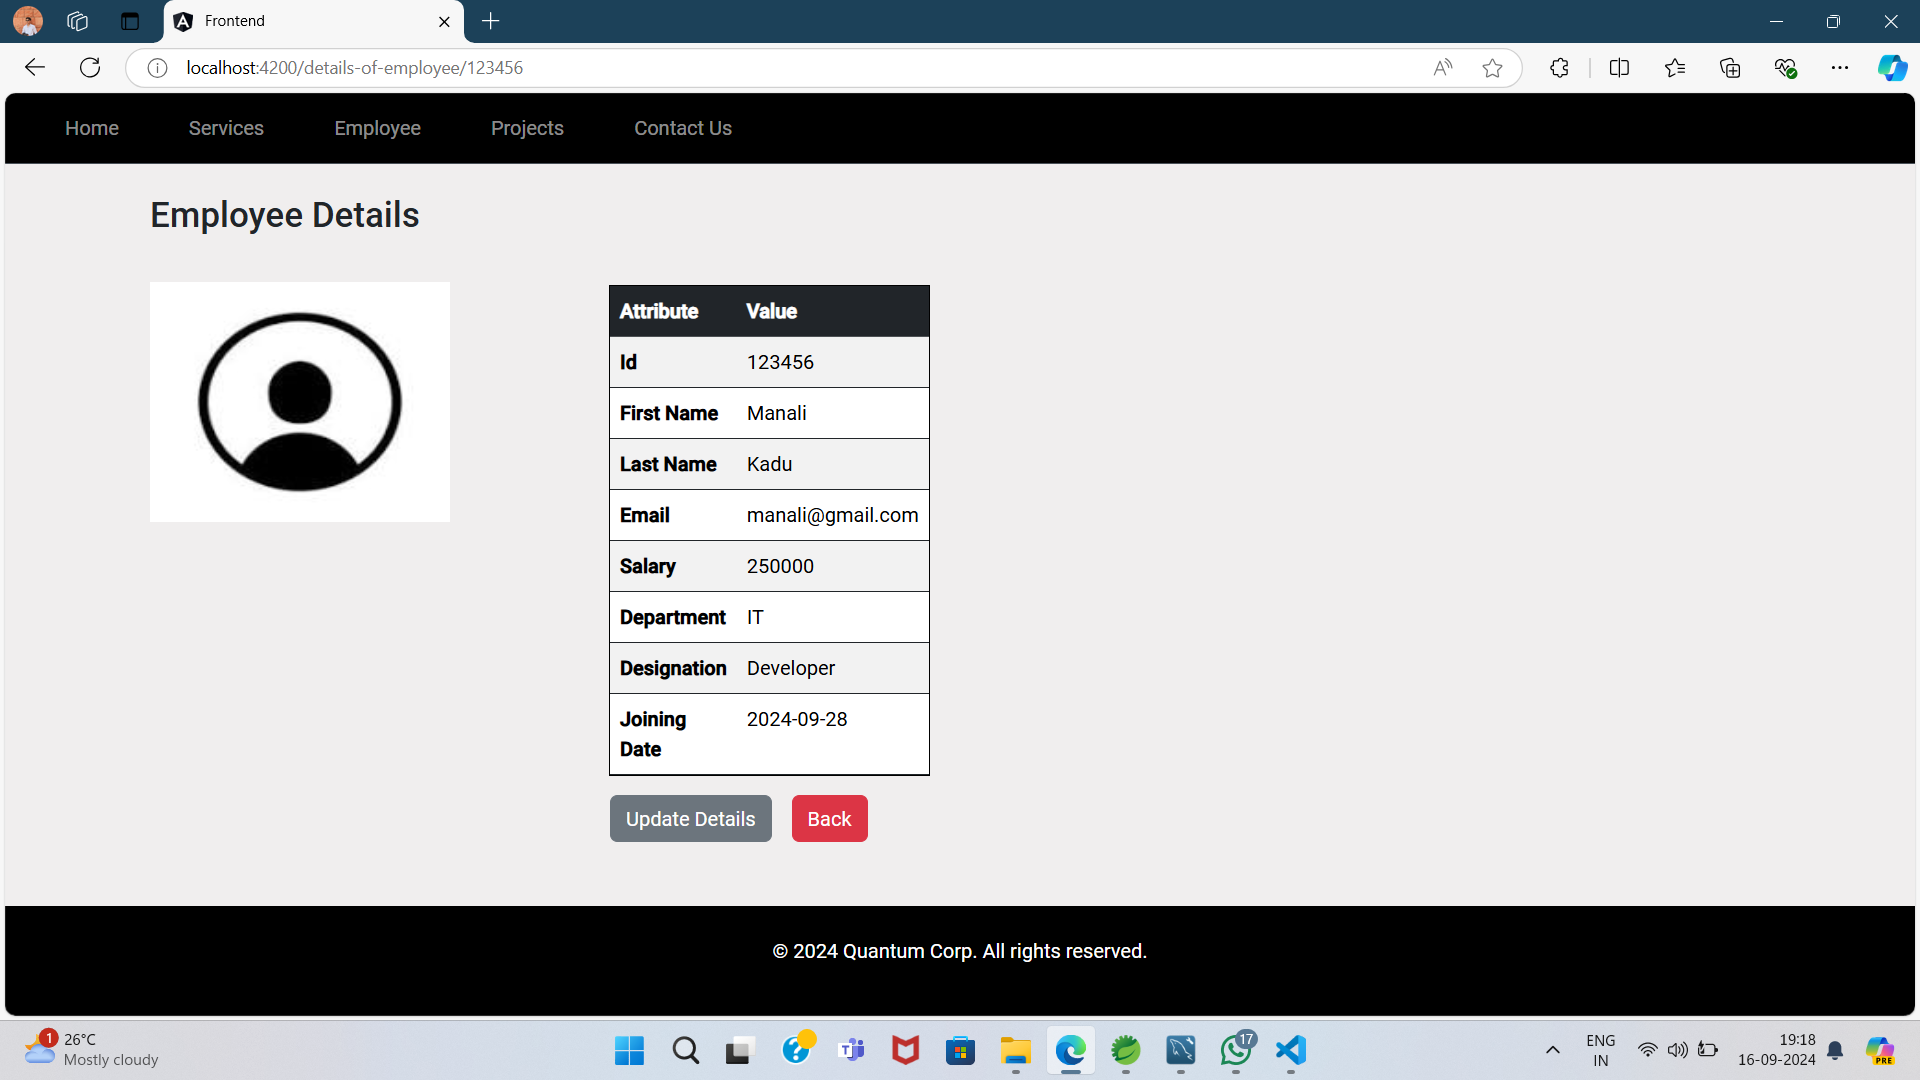 Frontend
localhost:4200/details-of-employee/123456
Home Services Employee Projects Contact Us
Employee Details
Attribute Value
Id 123456
First Name Manali
Last Name Kadu
Email manali@gmail.com
Salary 250000
Department IT
Designation Developer
Joining Date 2024-09-28
Update Details Back
© 2024 Quantum Corp. All rights reserved.
1 26°C
Mostly cloudy
17
ENG
IN
19:18
16-09-2024
PRE